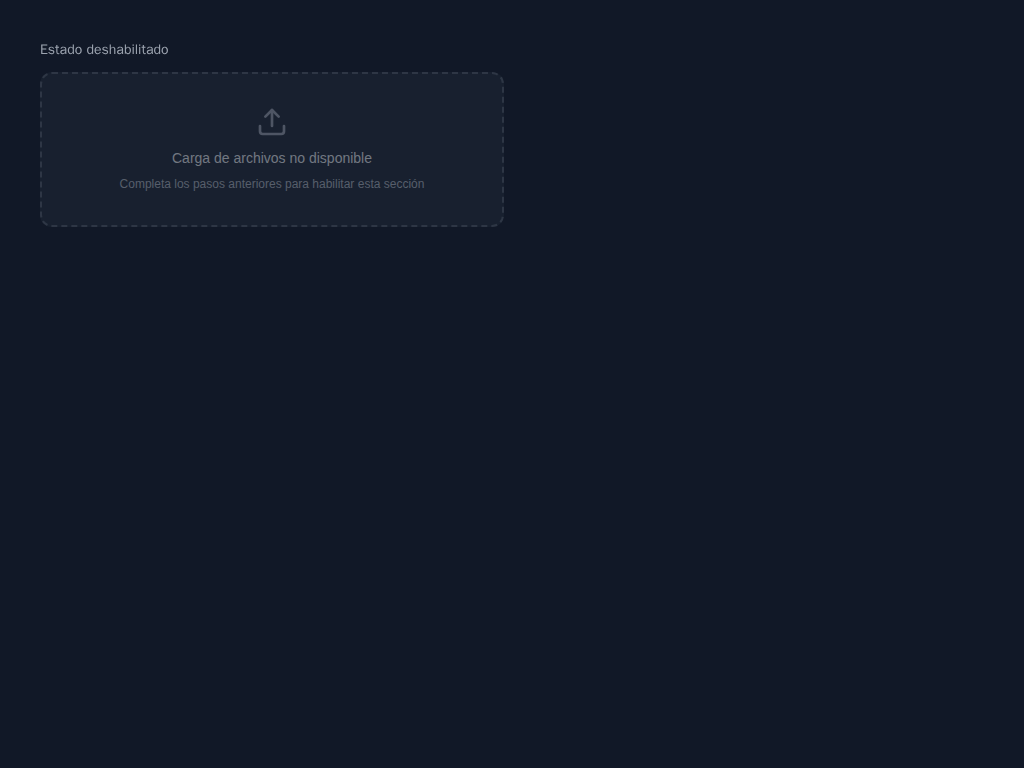 Estado deshabilitado
Carga de archivos no disponible
Completa los pasos anteriores para habilitar esta sección